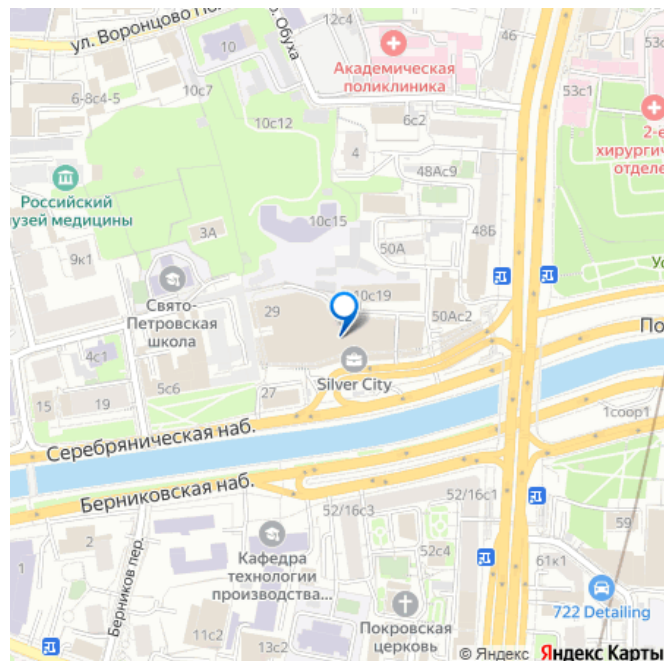 ул. Воронцово По
. Обуха
12с4
46
53с
10
53с1
Академическая
поликлиника
6-8с4-5
10с7
10с12
6с2
4
2-е
хирургич
отделе
48Ас9
Российский
узей медицины
3А
10с15
50А
48Б
9к1
Свято-
Петровская
школа
29
10с19
50Ас2
Ус
По
4с1
Silver City
5с6
27
15
19
Серебряническая наб.
1соор1
Берниковская наб.
52/16с1
52/16с3
59
2
Берников пер.
Кафедра
технологии
производства...
52с4
61к1
1
722 Detailing
Покровская
церковь
11с2
13с2
© Яндекс Яндекс Карты